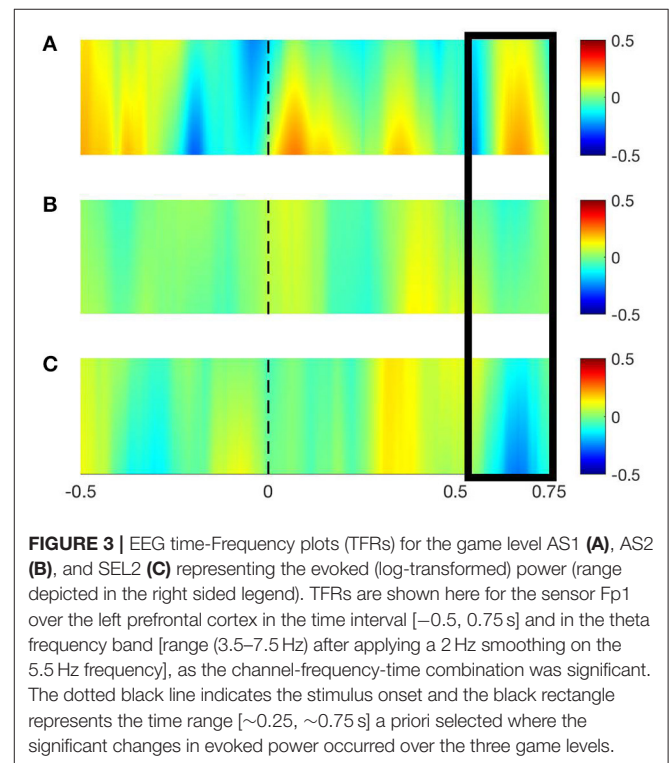 A
0.5
0
-0.5
B
0.5
0
-0.5
C
0.5
0
-0.5
-0.5 0 0.5 0.75
FIGURE 3 | EEG time-Frequency plots (TFRs) for the game level AS1 (A), AS2
(B), and SEL2 (C) representing the evoked (log-transformed) power (range
depicted in the right sided legend). TFRs are shown here for the sensor Fp1
over the left prefrontal cortex in the time interval [−0.5, 0.75 s] and in the theta
frequency band [range (3.5–7.5 Hz) after applying a 2 Hz smoothing on the
5.5 Hz frequency], as the channel-frequency-time combination was significant.
The dotted black line indicates the stimulus onset and the black rectangle
represents the time range [∼0.25, ∼0.75 s] a priori selected where the
significant changes in evoked power occurred over the three game levels.